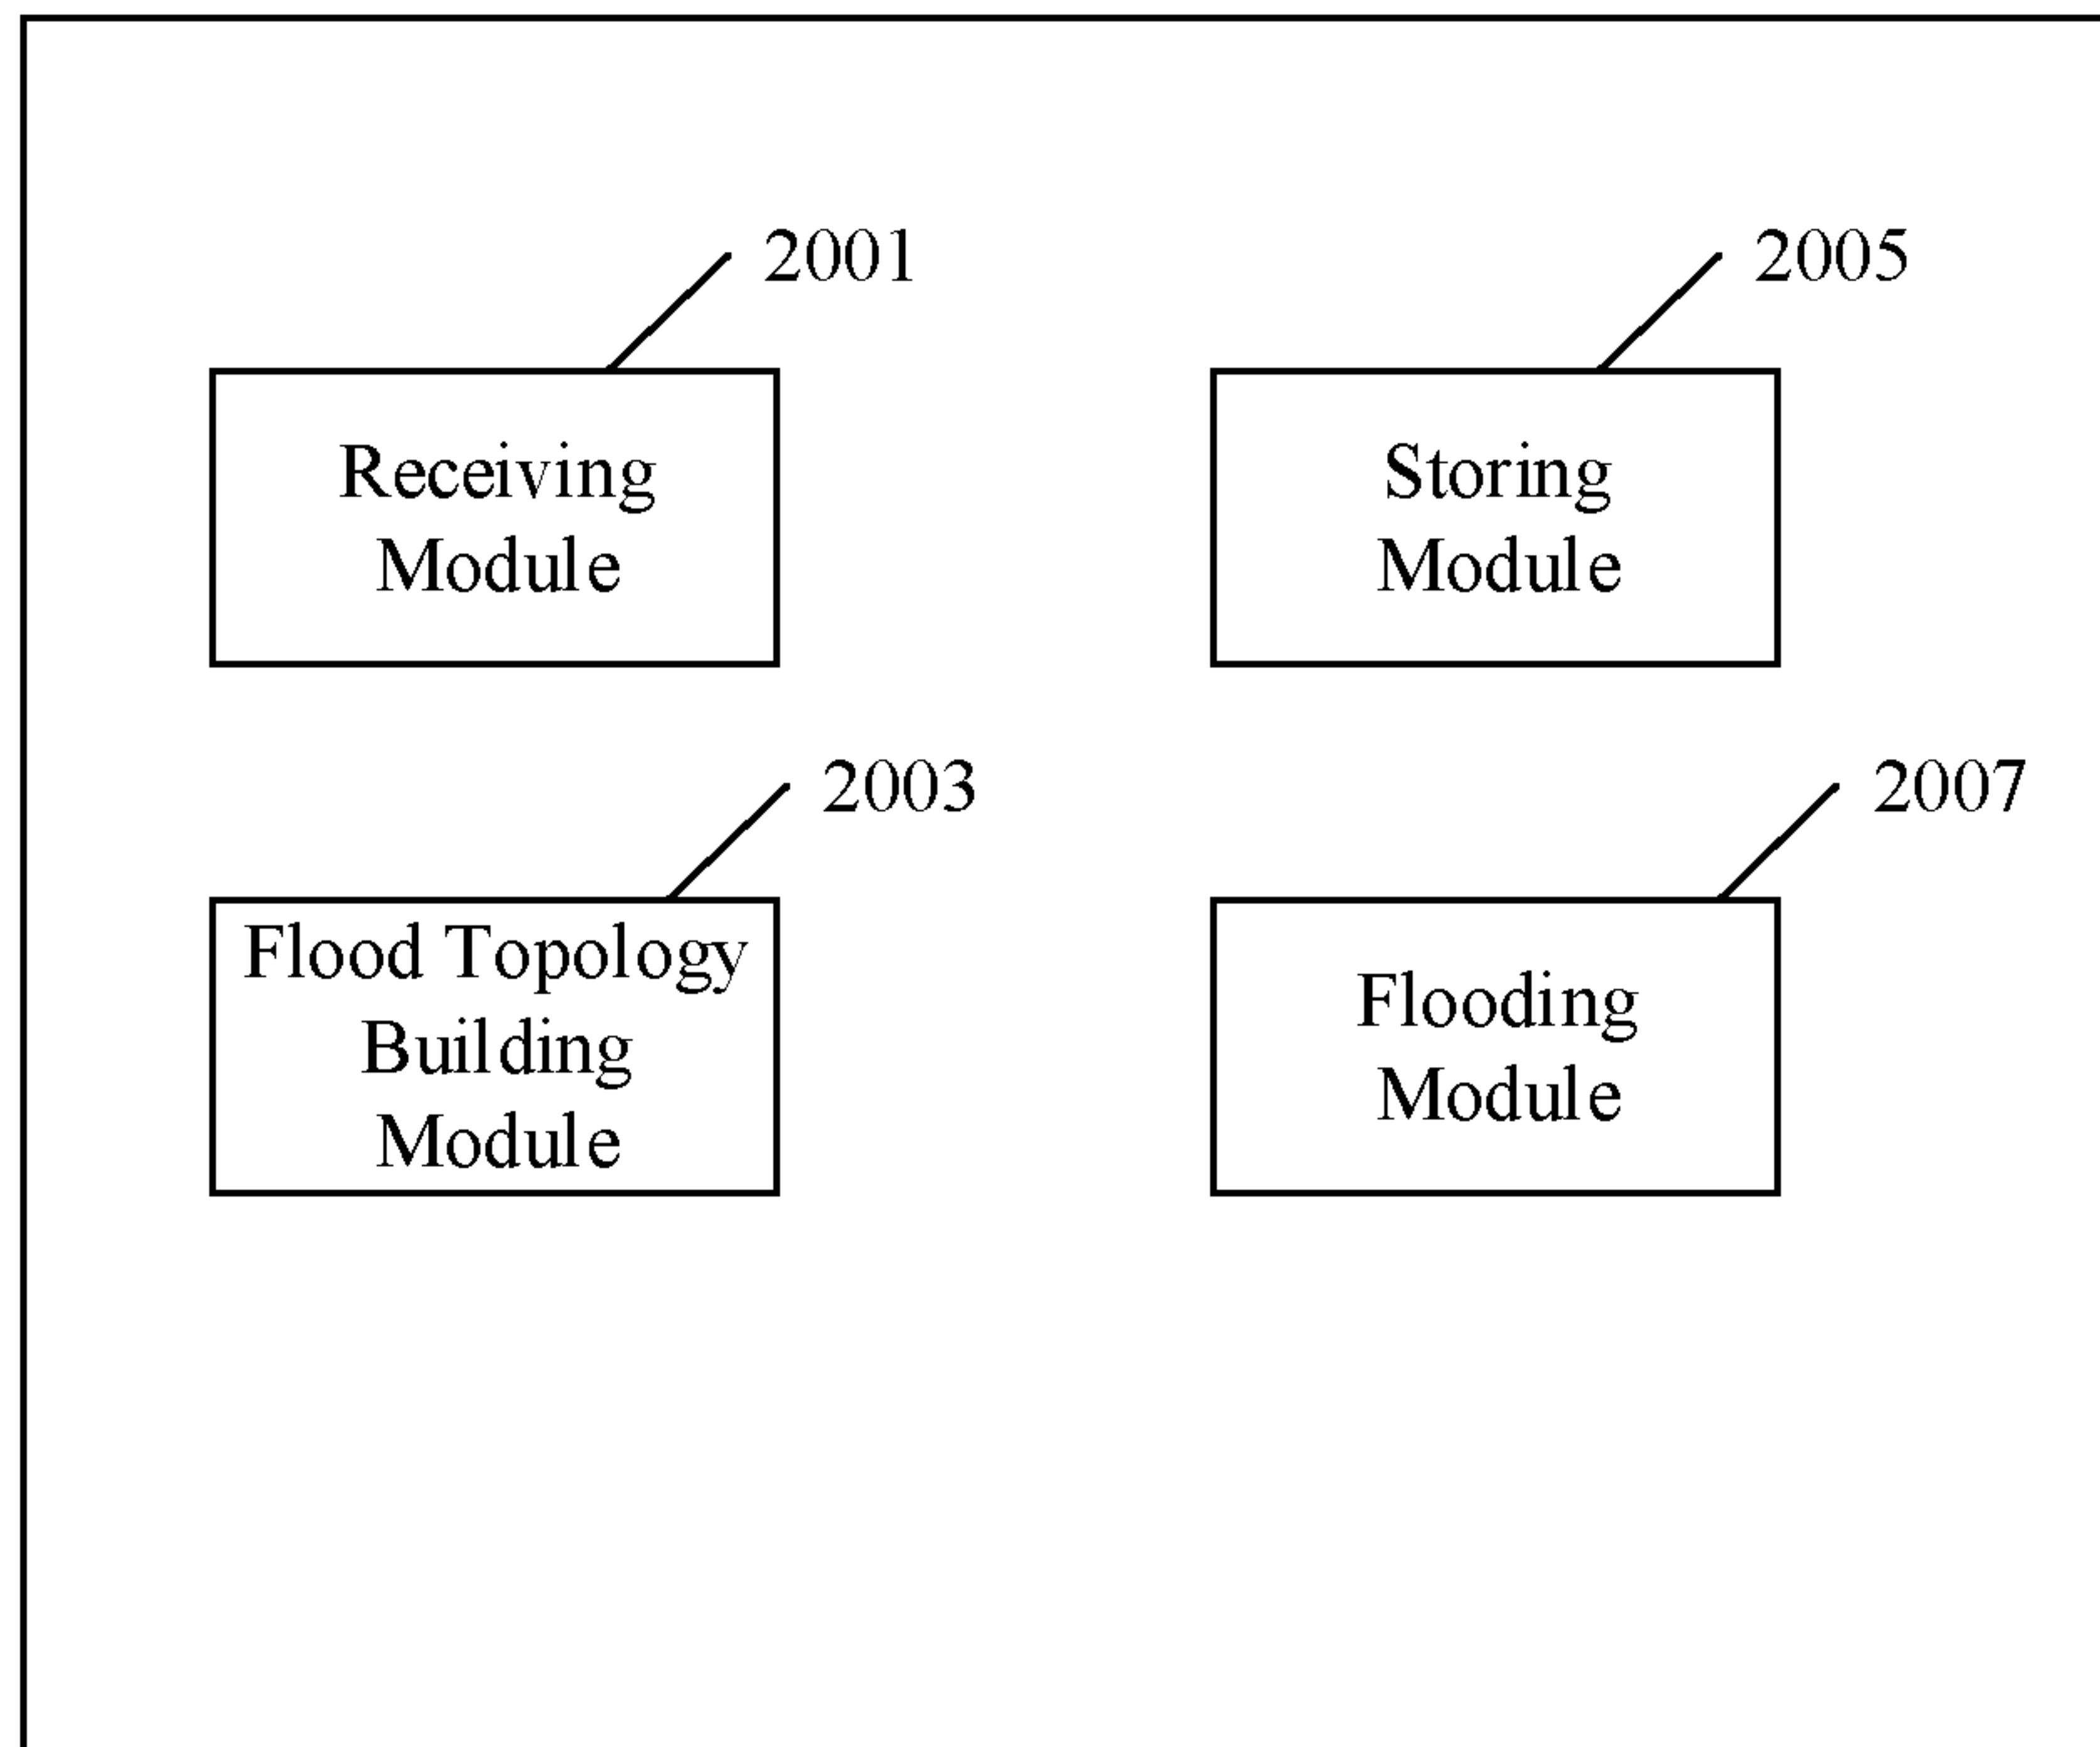 2001
Receiving
Module
2005
Storing
Module
2003
Flood Topology
Building
Module
2007
Flooding
Module